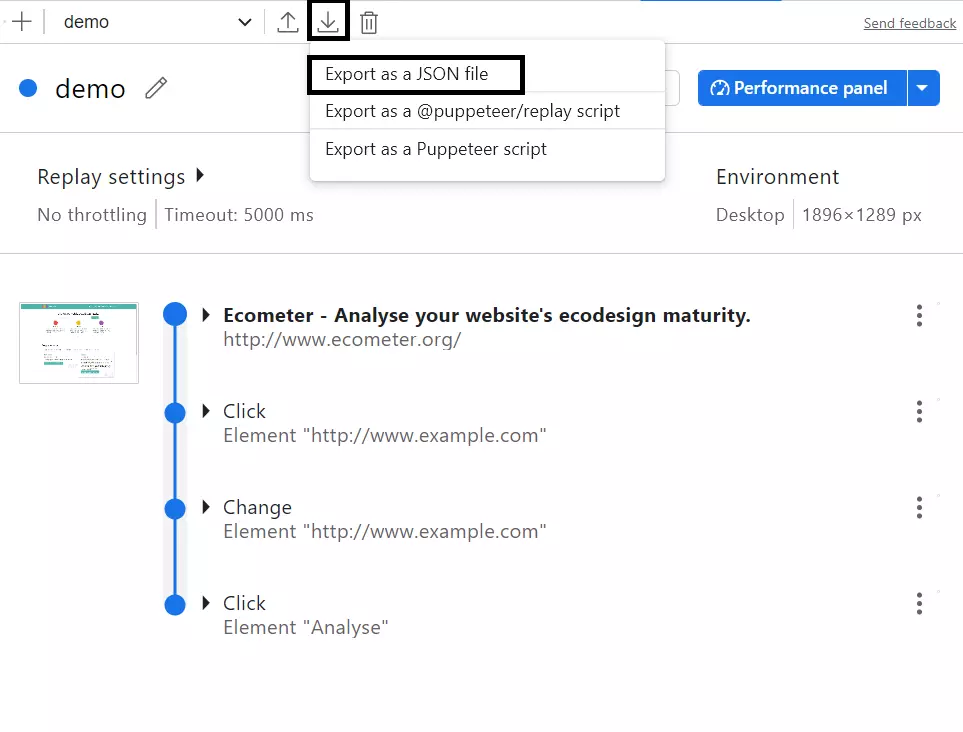 demo
Send feedback
Export as a JSON file
Export as a @puppeteer/replay script
Export as a Puppeteer script
demo
Performance panel
Replay settings
No throttling
Timeout: 5000 ms
Environment
Desktop
1896×1289 px
Ecometer - Analyse your website's ecodesign maturity.
http://www.ecometer.org/
Click
Element "http://www.example.com"
Change
Element "http://www.example.com"
Click
Element "Analyse"